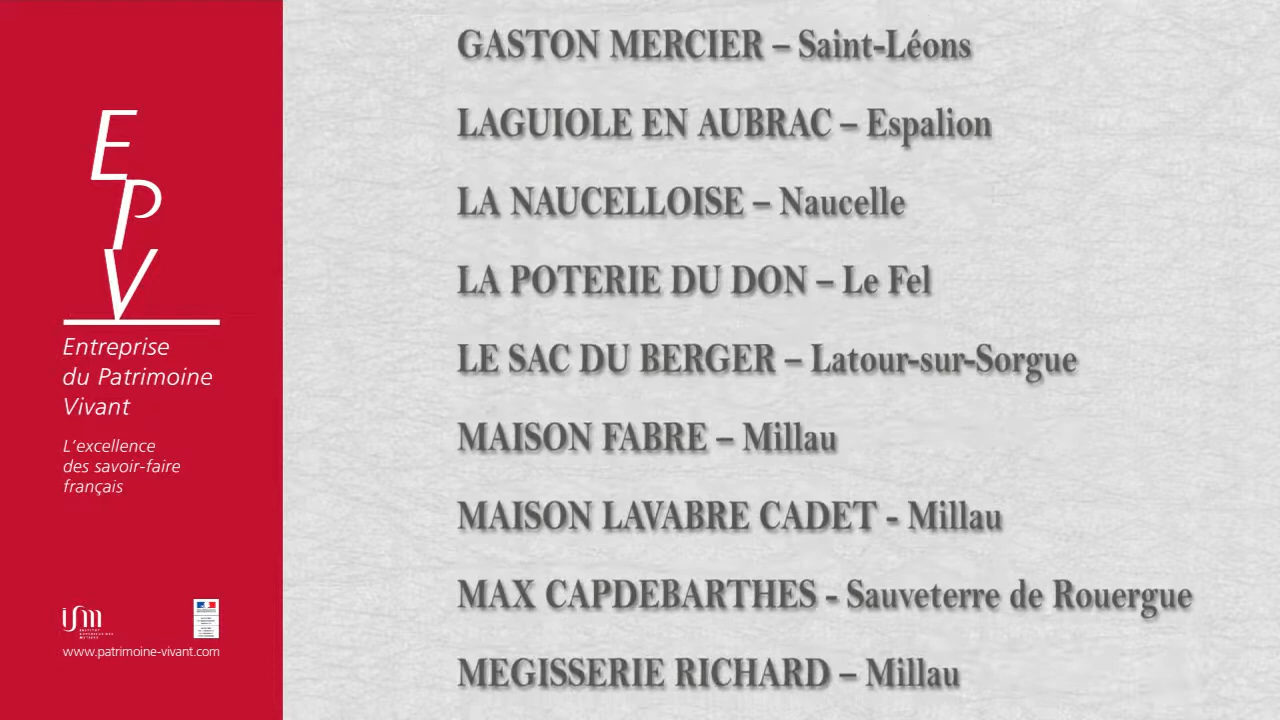 E
P
V
Entreprise
du Patrimoine
Vivant
L'excellence
des savoir-faire
français
ism
www.patrimoine-vivant.com
GASTON MERCIER – Saint-Léons
LAGUIOLE EN AUBRAC – Espalion
LA NAUCELLOISE – Naucelle
LA POTERIE DU DON – Le Fel
LE SAC DU BERGER – Latour-sur-Sorgue
MAISON FABRE – Millau
MAISON LAVABRE CADET - Millau
MAX CAPDEBARTHES - Sauveterre de Rouergue
MEGISSERIE RICHARD – Millau